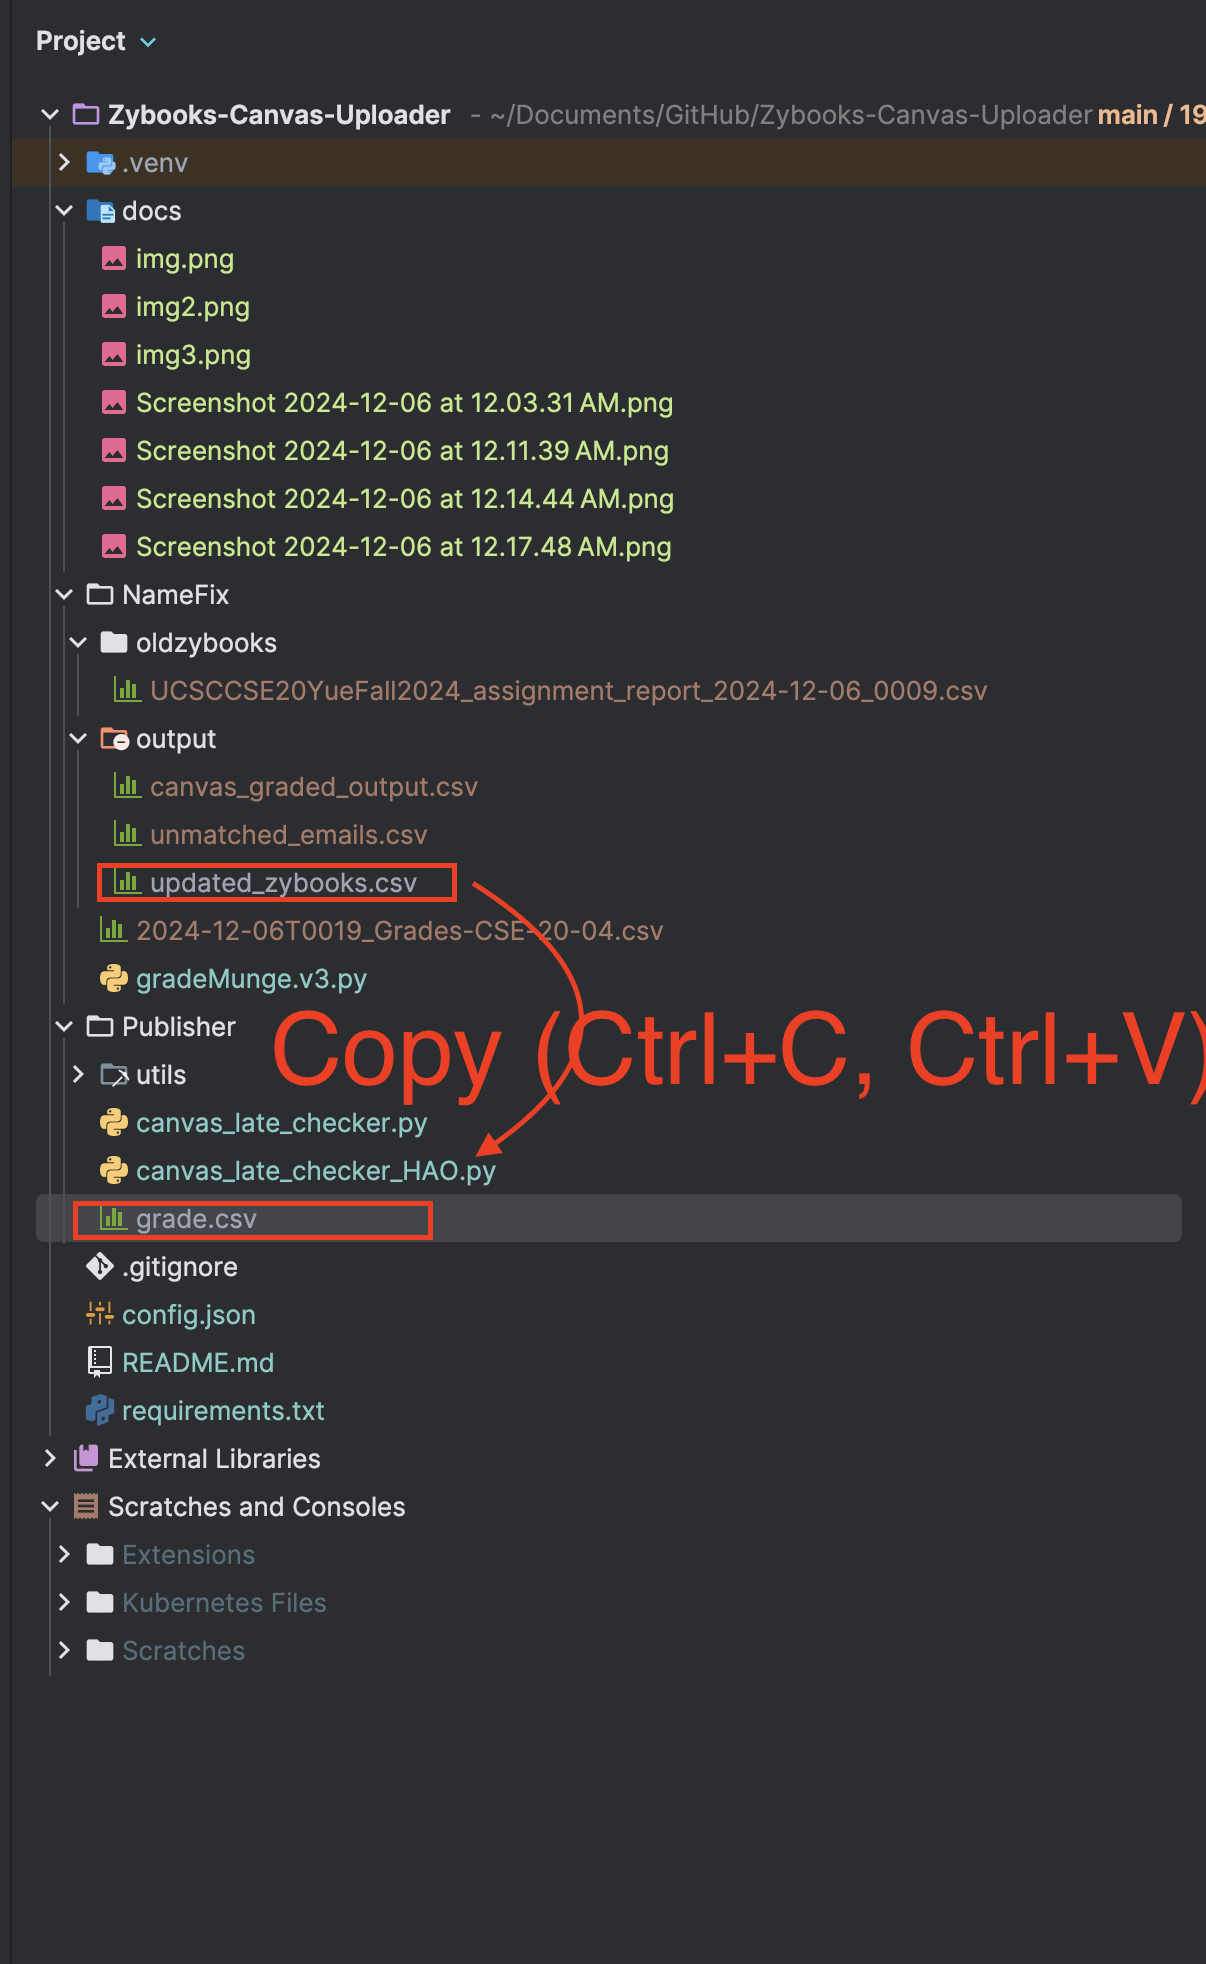 Project
Zybooks-Canvas-Uploader - ~/Documents/GitHub/Zybooks-Canvas-Uploader main / 19
.venv
docs
img.png
img2.png
img3.png
Screenshot 2024-12-06 at 12.03.31 AM.png
Screenshot 2024-12-06 at 12.11.39 AM.png
Screenshot 2024-12-06 at 12.14.44 AM.png
Screenshot 2024-12-06 at 12.17.48 AM.png
NameFix
oldzybooks
UCSCCSE20YueFall2024_assignment_report_2024-12-06_0009.csv
output
canvas_graded_output.csv
unmatched_emails.csv
updated_zybooks.csv
2024-12-06T0019_Grades-CSE-20-04.csv
gradeMunge.v3.py
Publisher
Copy (Ctrl+C, Ctrl+V)
utils
canvas_late_checker.py
canvas_late_checker_HAO.py
grade.csv
.gitignore
config.json
README.md
requirements.txt
External Libraries
Scratches and Consoles
Extensions
Kubernetes Files
Scratches